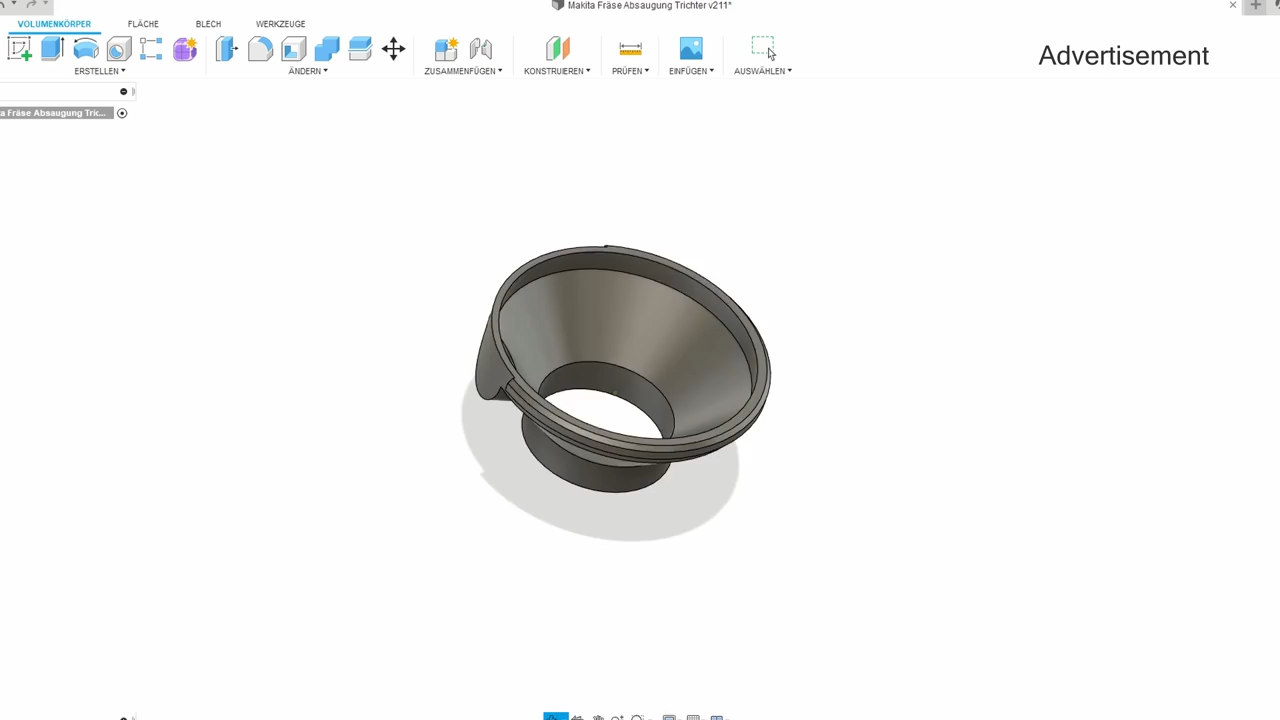 Makita Fräse Absaugung Trichter v211*
VOLUMENKÖRPER
FLÄCHE
BLECH
WERKZEUGE
Advertisement
ERSTELLEN
ÄNDERN
ZUSAMMENFÜGEN
KONSTRUIEREN
PRÜFEN
EINFÜGEN
AUSWÄHLEN
a Fräse Absaugung Tric...